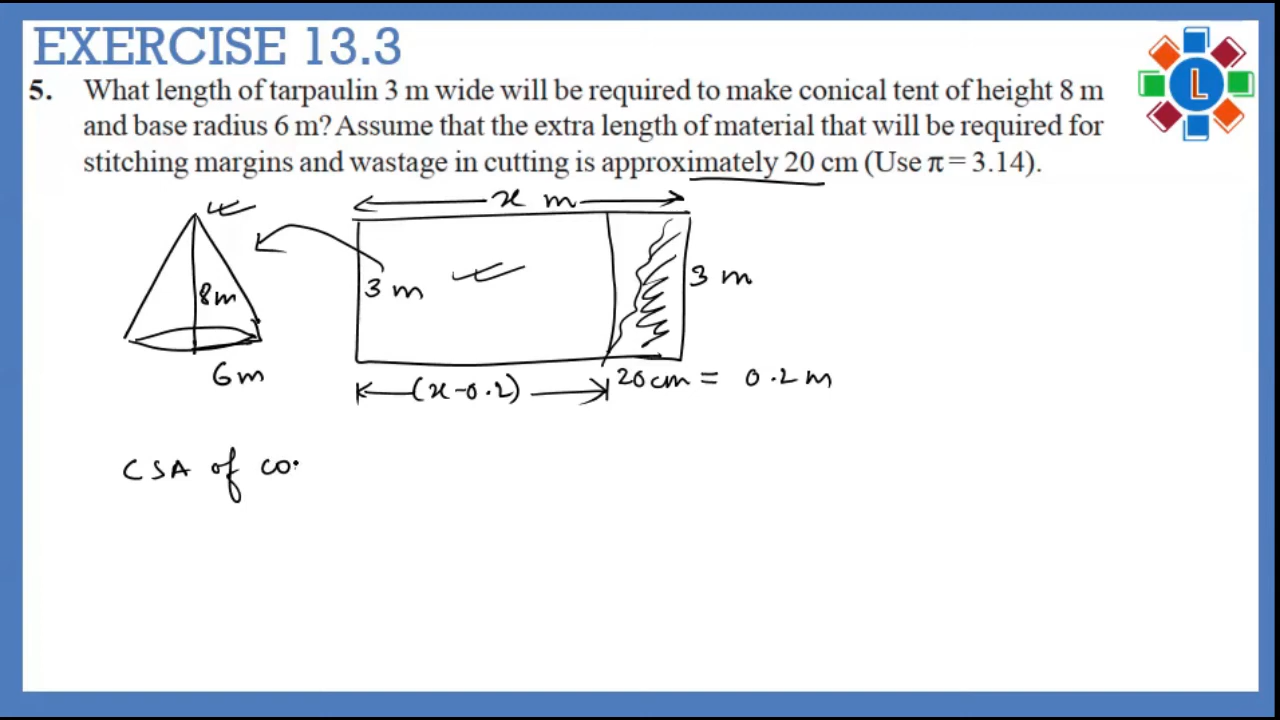 EXERCISE 13.3
L
5. What length of tarpaulin 3 m wide will be required to make conical tent of height 8 m
and base radius 6 m? Assume that the extra length of material that will be required for
stitching margins and wastage in cutting is approximately 20 cm (Use π = 3.14).
x m
8m
3 m
3 m
6m
(x-0.2)
20cm = 0.2m
CSA of co